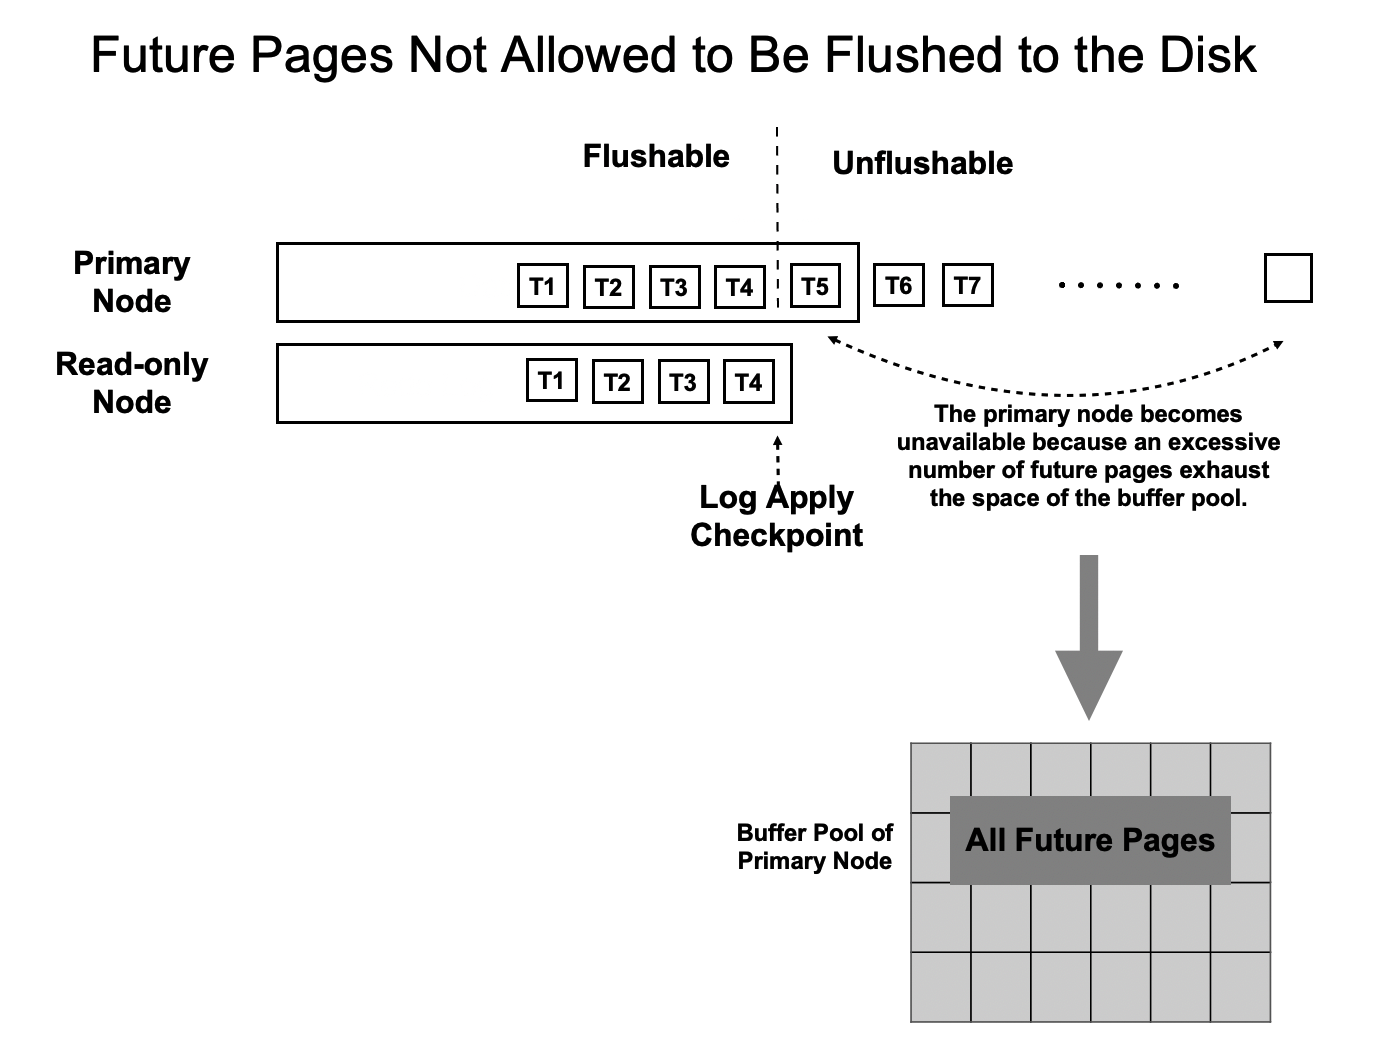 Future Pages Not Allowed to Be Flushed to the Disk
Flushable
Unflushable
Primary
Node
T1
T2
T3
T4
T5
T6
T7
.......
Read-only
Node
T1
T2
T3
T4
The primary node becomes
unavailable because an excessive
number of future pages exhaust
the space of the buffer pool.
Log Apply
Checkpoint
Buffer Pool of
Primary Node
All Future Pages